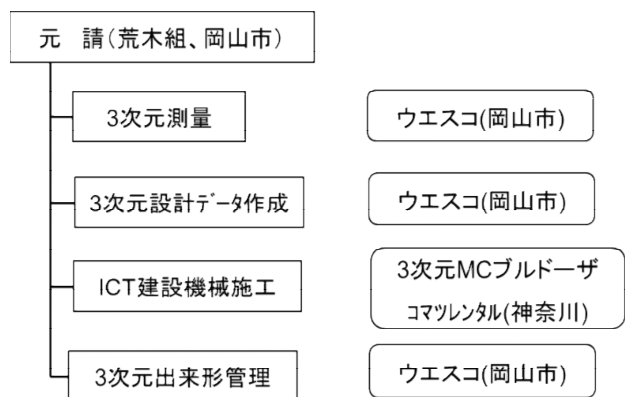 元　請(荒木組、岡山市)
3次元測量
ウエスコ(岡山市)
3次元設計ﾃﾞｰﾀ作成
ウエスコ(岡山市)
ICT建設機械施工
3次元MCブルドーザ
ｺﾏﾂﾚﾝﾀﾙ(神奈川)
3次元出来形管理
ウエスコ(岡山市)